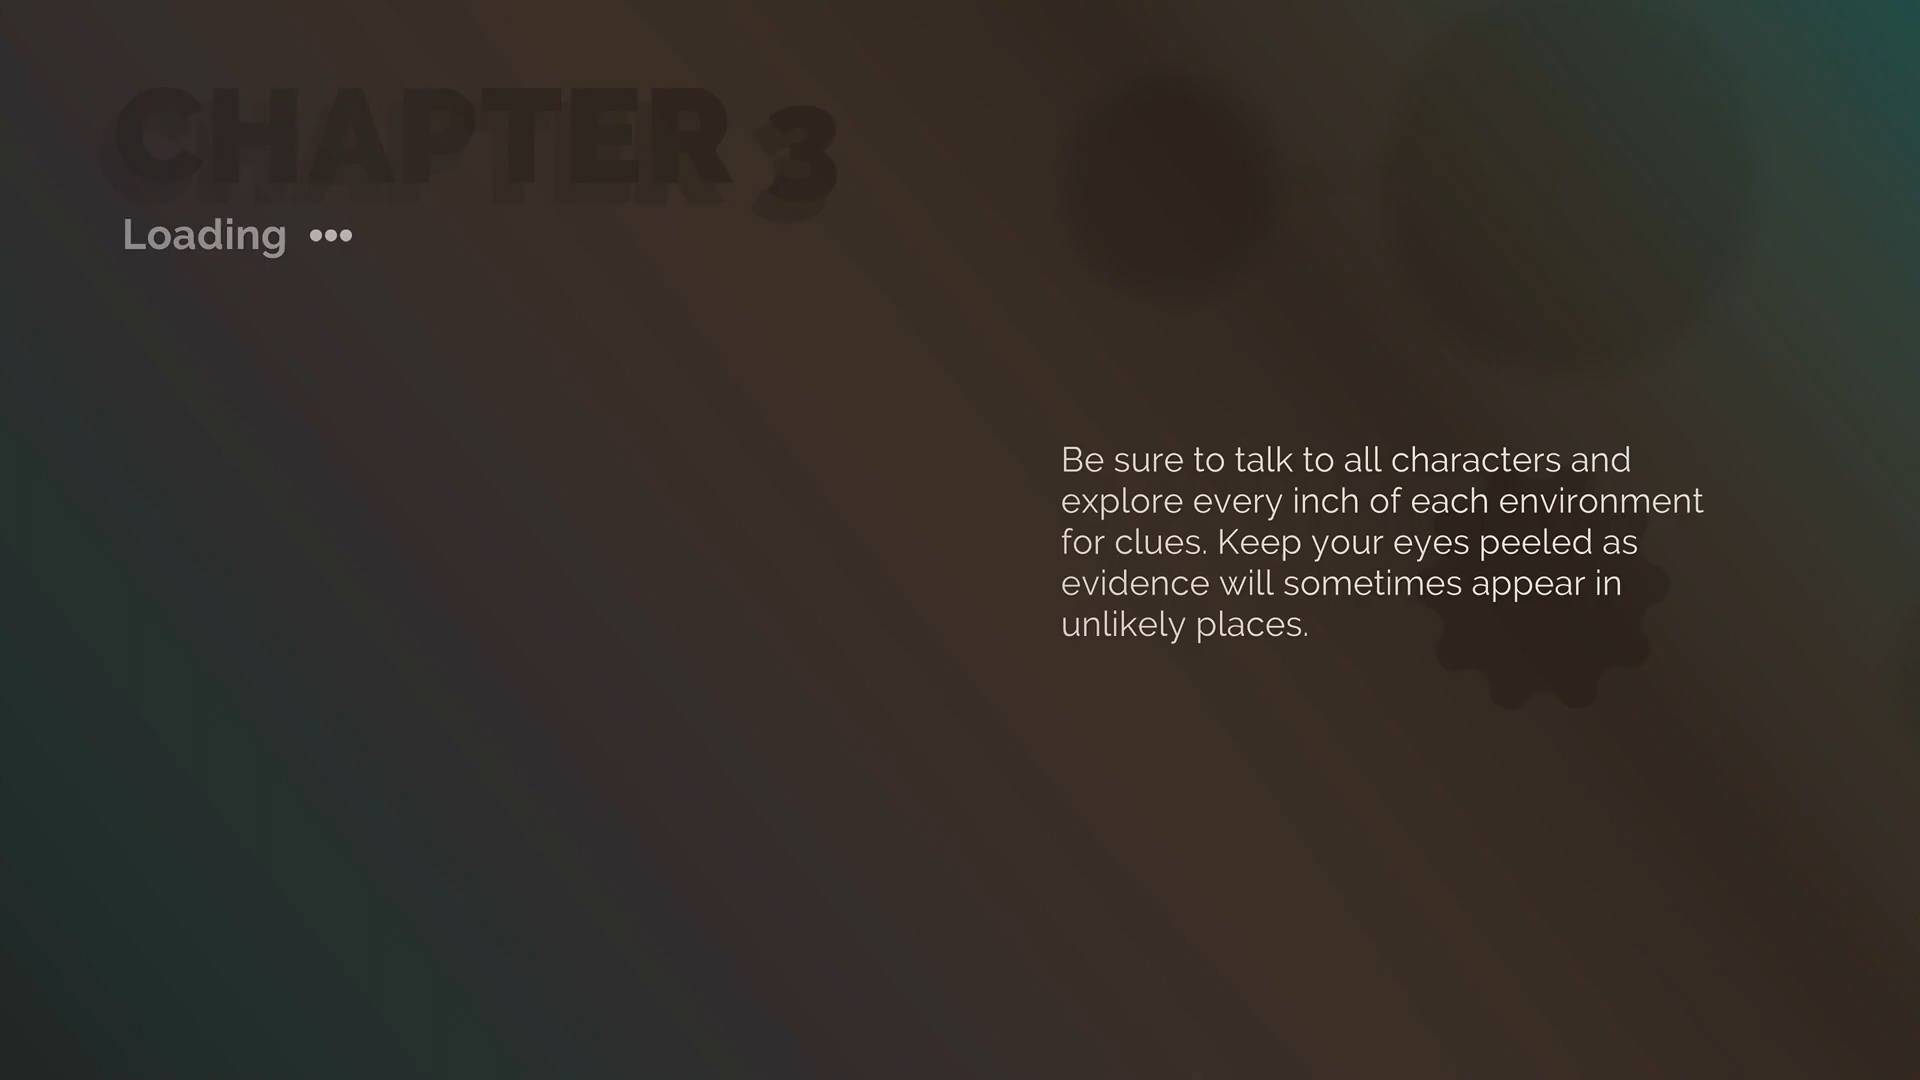 CHAPTER 3
Loading •••
Be sure to talk to all characters and
explore every inch of each environment
for clues. Keep your eyes peeled as
evidence will sometimes appear in
unlikely places.